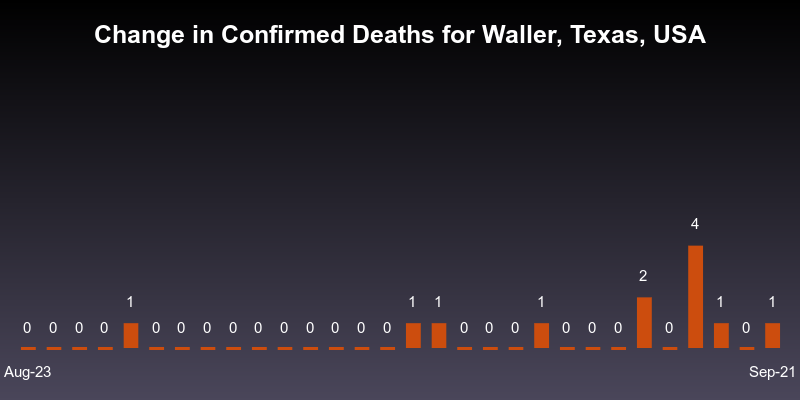 Change in Confirmed Deaths for Waller, Texas, USA
4
2
1 1 1 1 1 1
0 0 0 0 0 0 0 0 0 0 0 0 0 0 0 0 0 0 0 0 0 0
Aug-23 Sep-21